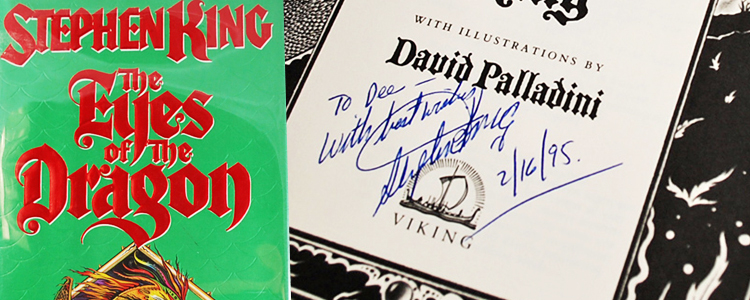 STEPHEN KING
The
Eyes
of The
Dragon
WITH ILLUSTRATIONS BY
David Palladini
To Dee —
With best wishes,
Stephen King
2/16/95.
VIKING